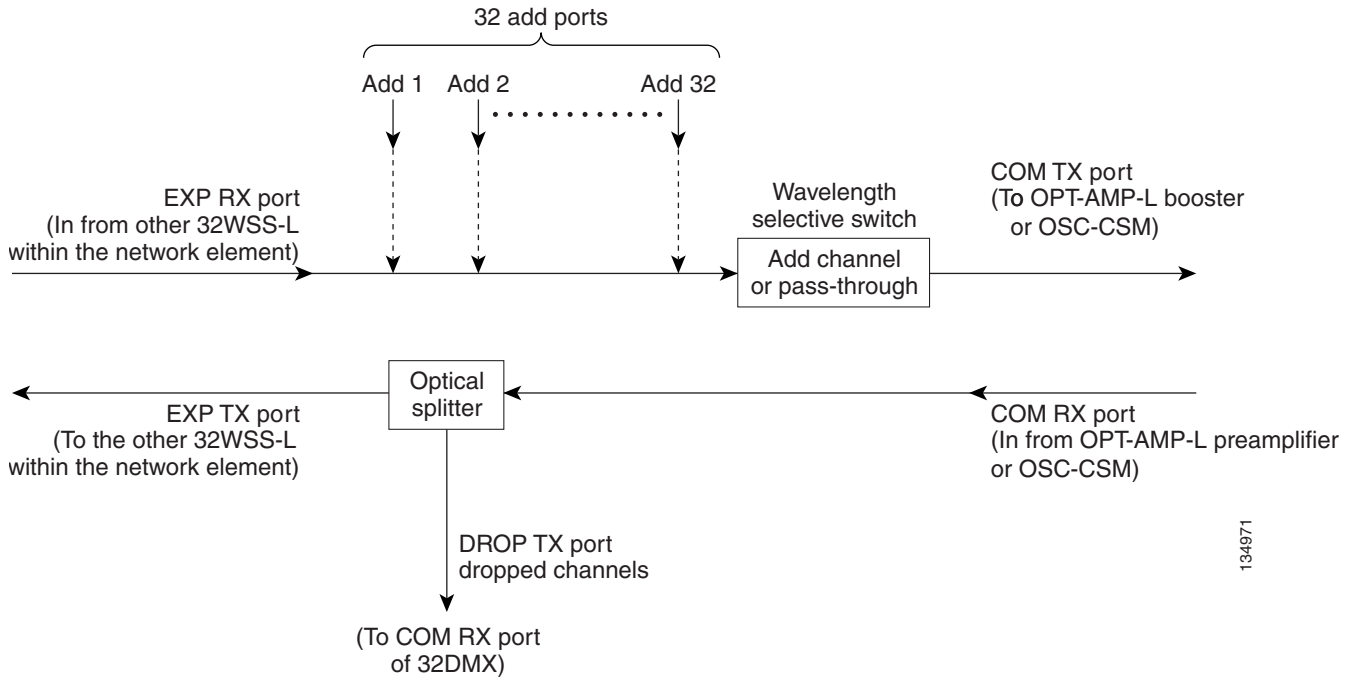 32 add ports
Add 1
Add 2
Add 32
EXP RX port
(In from other 32WSS-L
within the network element)
Wavelength
selective switch
Add channel
or pass-through
COM TX port
(To OPT-AMP-L booster
or OSC-CSM)
Optical
splitter
EXP TX port
(To the other 32WSS-L
within the network element)
COM RX port
(In from OPT-AMP-L preamplifier
or OSC-CSM)
DROP TX port
dropped channels
(To COM RX port
of 32DMX)
134971